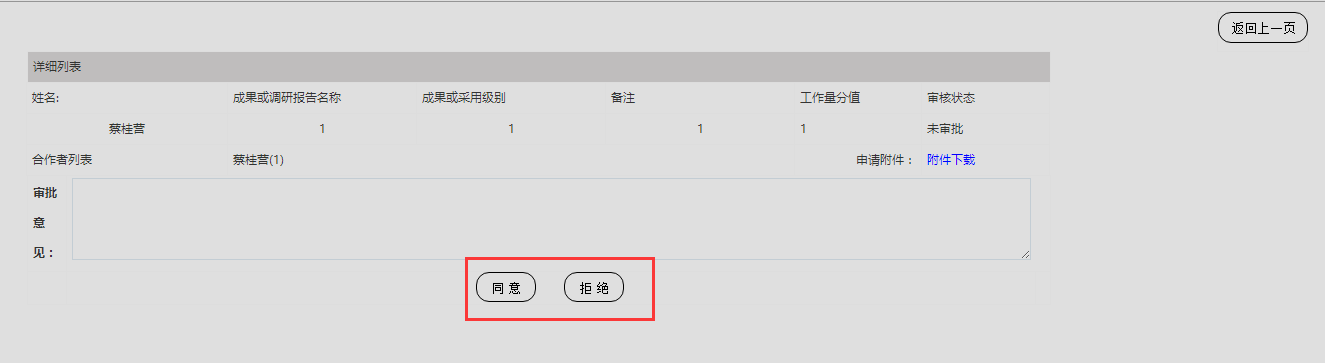 返回上一页
详细列表
姓名: 成果或调研报告名称 成果或采用级别 备注 工作量分值 审核状态
蔡桂营 1 1 1 1 未审批
合作者列表 蔡桂营(1) 申请附件： 附件下载
审批
意
见：
同 意 拒 绝